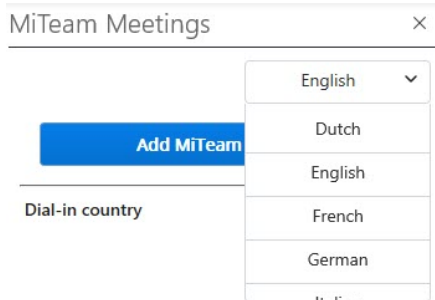 MiTeam Meetings
English
Dutch
Add MiTeam
English
Dial-in country
French
German